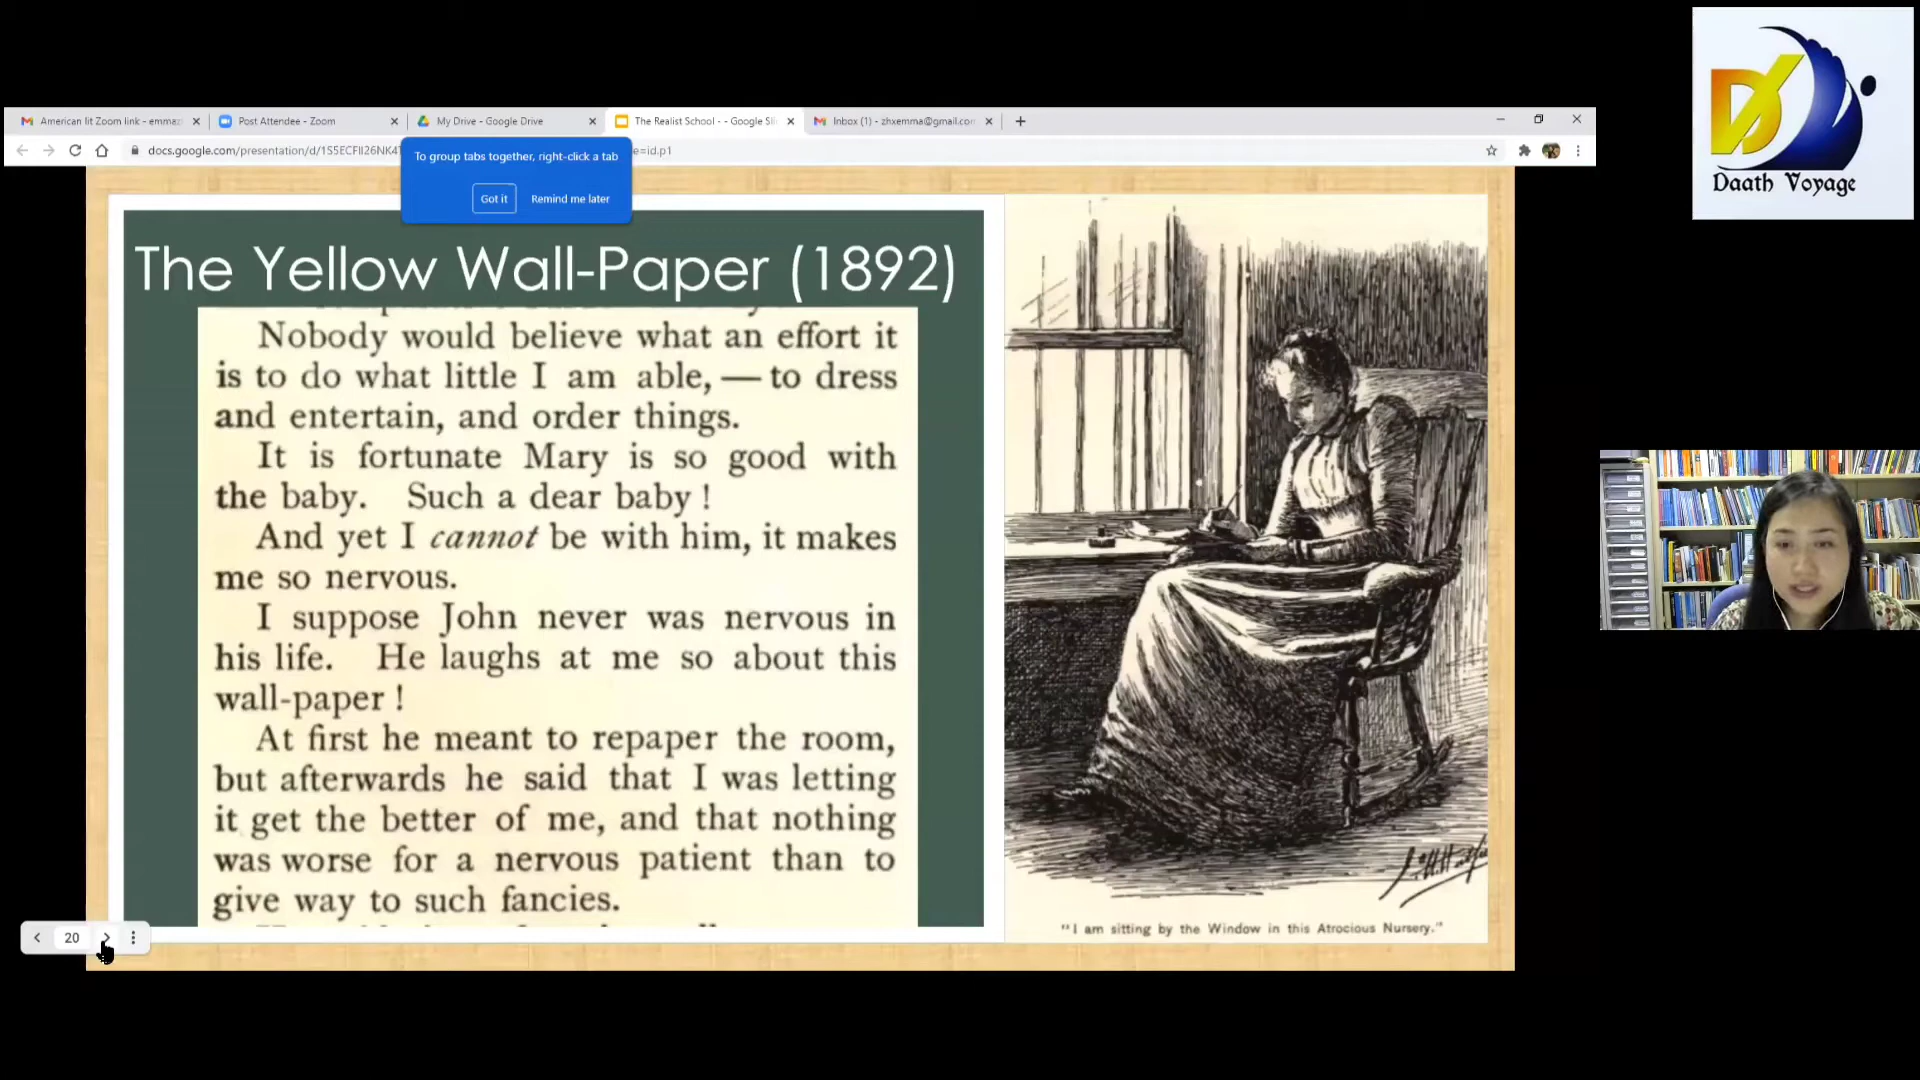 Daath Voyage
American lit Zoom link - emmaz
Post Attendee - Zoom
My Drive - Google Drive
The Realist School - - Google Sli
Inbox (1) - zhxemma@gmail.com
docs.google.com/presentation/d/
=id.p1
To group tabs together, right-click a tab
Got it
Remind me later
The Yellow Wall-Paper (1892)
Nobody would believe what an effort it
is to do what little I am able, — to dress
and entertain, and order things.
It is fortunate Mary is so good with
the baby. Such a dear baby !
And yet I cannot be with him, it makes
me so nervous.
I suppose John never was nervous in
his life. He laughs at me so about this
wall-paper !
At first he meant to repaper the room,
but afterwards he said that I was letting
it get the better of me, and that nothing
was worse for a nervous patient than to
give way to such fancies.
"I am sitting by the Window in this Atrocious Nursery."
20